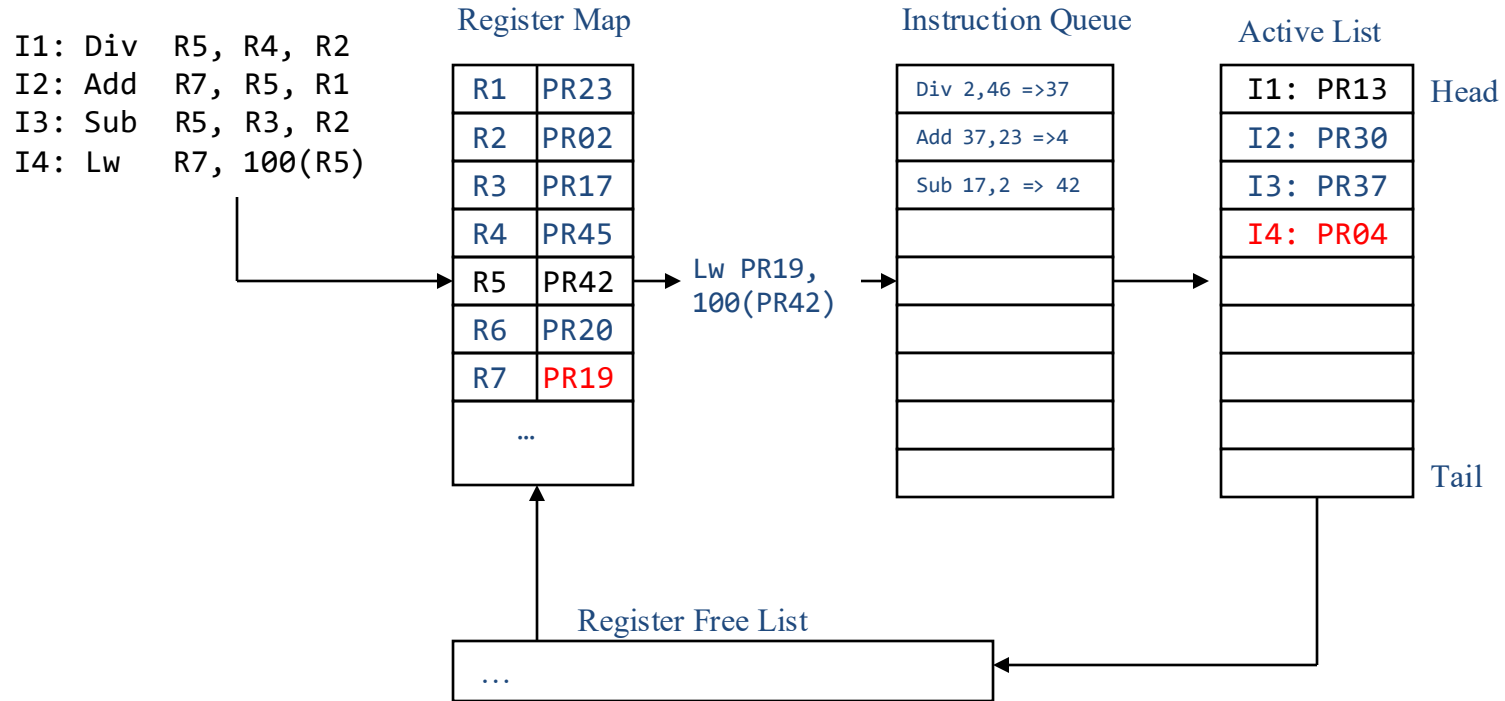 I1: Div R5, R4, R2
I2: Add R7, R5, R1
I3: Sub R5, R3, R2
I4: Lw R7, 100(R5)
Register Map
R1 PR23
R2 PR02
R3 PR17
R4 PR45
R5 PR42
R6 PR20
R7 PR19
…
Lw PR19,
100(PR42)
Instruction Queue
Div 2,46 =>37
Add 37,23 =>4
Sub 17,2 => 42
Active List
I1: PR13
I2: PR30
I3: PR37
I4: PR04
Head
Tail
Register Free List
…